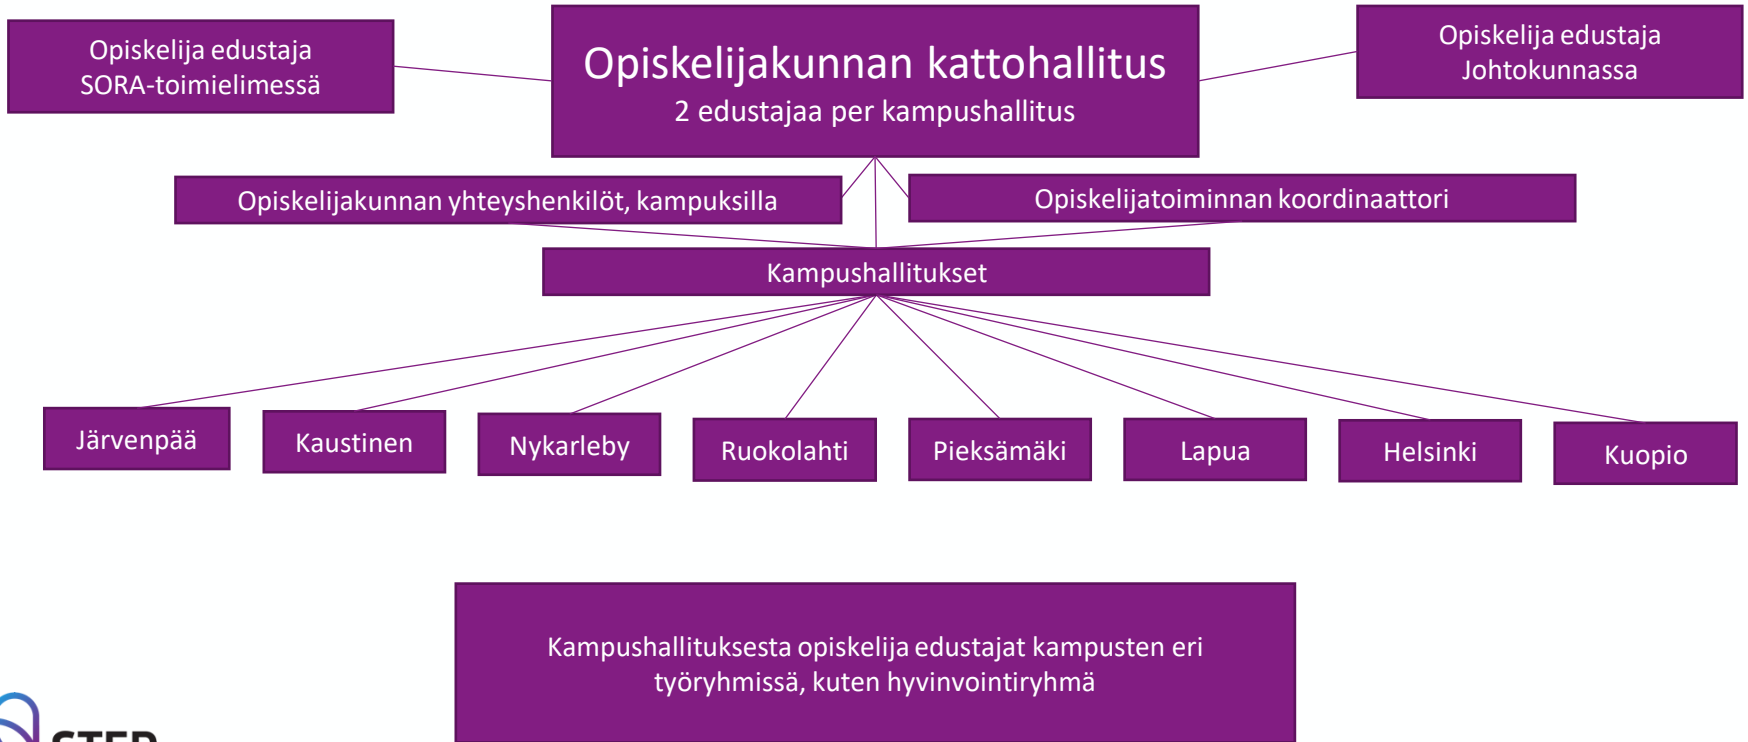 Opiskelija edustaja
SORA-toimielimessä
Opiskelijakunnan kattohallitus
2 edustajaa per kampushallitus
Opiskelija edustaja
Johtokunnassa
Opiskelijakunnan yhteyshenkilöt, kampuksilla
Opiskelijatoiminnan koordinaattori
Kampushallitukset
Järvenpää
Kaustinen
Nykarleby
Ruokolahti
Pieksämäki
Lapua
Helsinki
Kuopio
Kampushallituksesta opiskelija edustajat kampusten eri
työryhmissä, kuten hyvinvointiryhmä
STEP